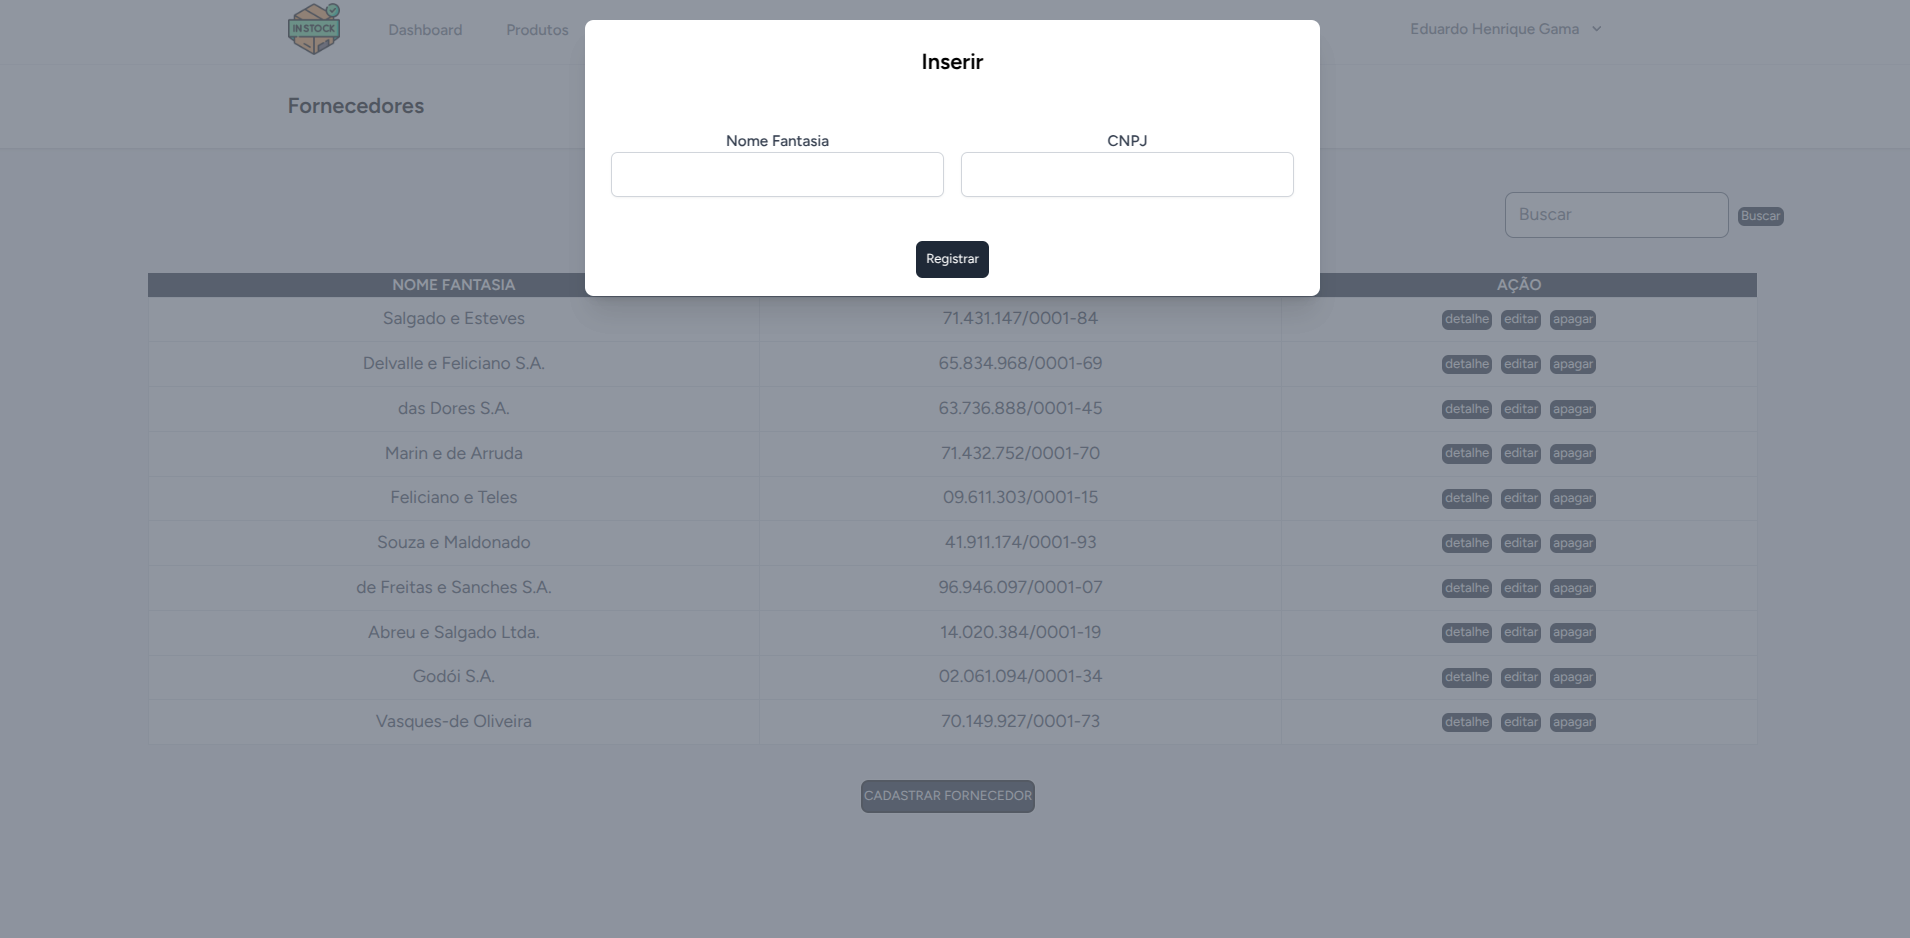 IN STOCK
Dashboard
Produtos
Eduardo Henrique Gama
Inserir
Fornecedores
Nome Fantasia
CNPJ
Buscar
Buscar
Registrar
NOME FANTASIA
AÇÃO
Salgado e Esteves 71.431.147/0001-84 detalhe editar apagar
Delvalle e Feliciano S.A. 65.834.968/0001-69 detalhe editar apagar
das Dores S.A. 63.736.888/0001-45 detalhe editar apagar
Marin e de Arruda 71.432.752/0001-70 detalhe editar apagar
Feliciano e Teles 09.611.303/0001-15 detalhe editar apagar
Souza e Maldonado 41.911.174/0001-93 detalhe editar apagar
de Freitas e Sanches S.A. 96.946.097/0001-07 detalhe editar apagar
Abreu e Salgado Ltda. 14.020.384/0001-19 detalhe editar apagar
Godói S.A. 02.061.094/0001-34 detalhe editar apagar
Vasques-de Oliveira 70.149.927/0001-73 detalhe editar apagar
CADASTRAR FORNECEDOR